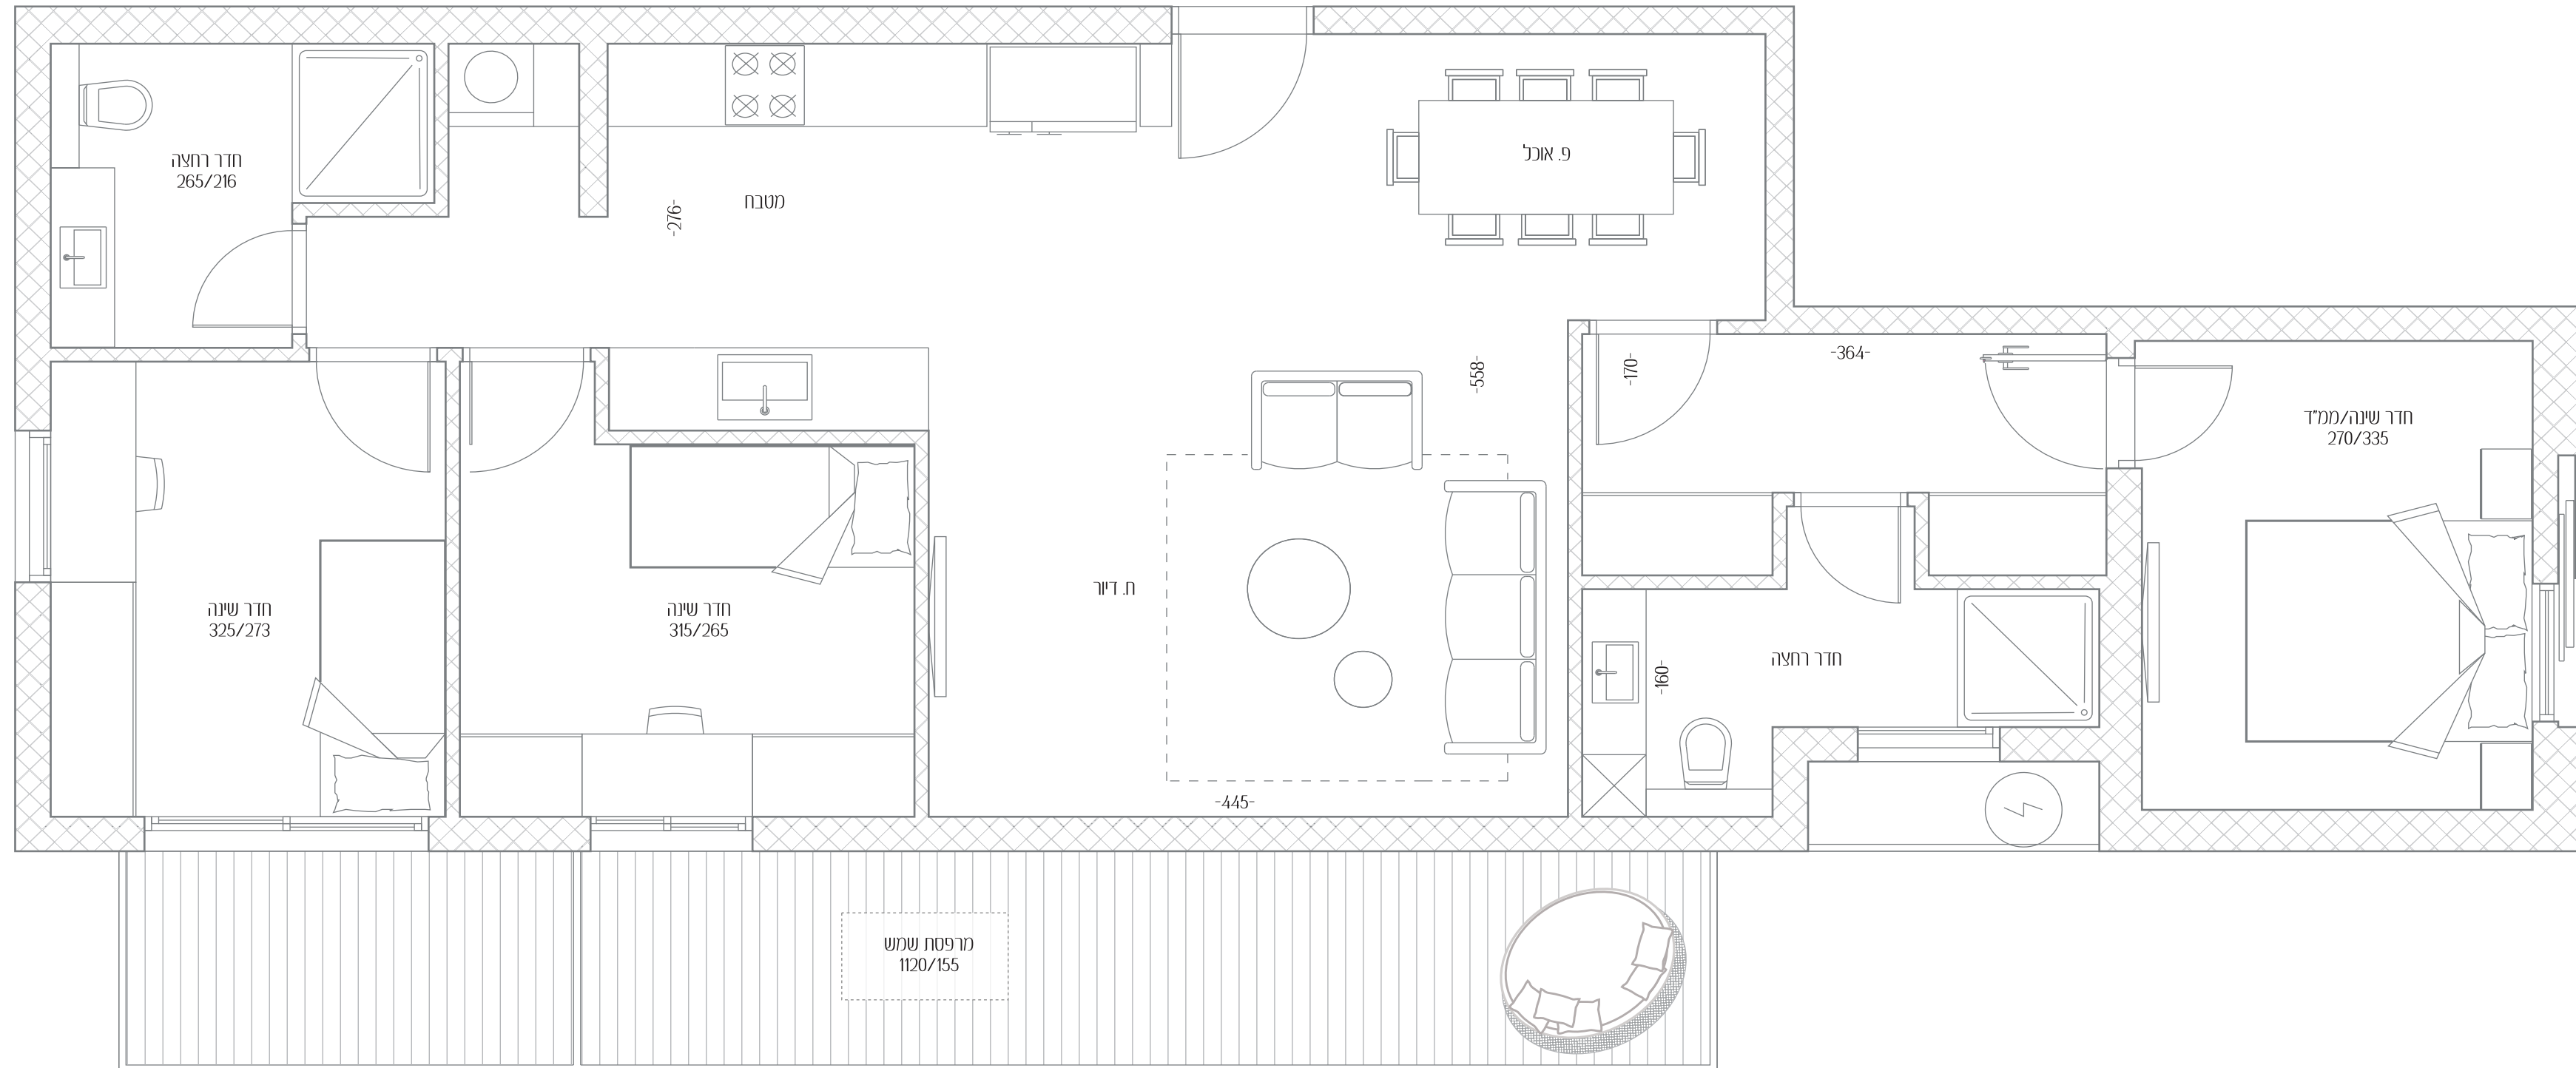 חדר רחצה
265/216
מטבח
-276-
פ. אוכל
-558-
-170-
-364-
חדר שינה/ממ"ד
270/335
חדר שינה
325/273
חדר שינה
315/265
ח. דיור
-445-
-160-
חדר רחצה
מרפסת שמש
1120/155